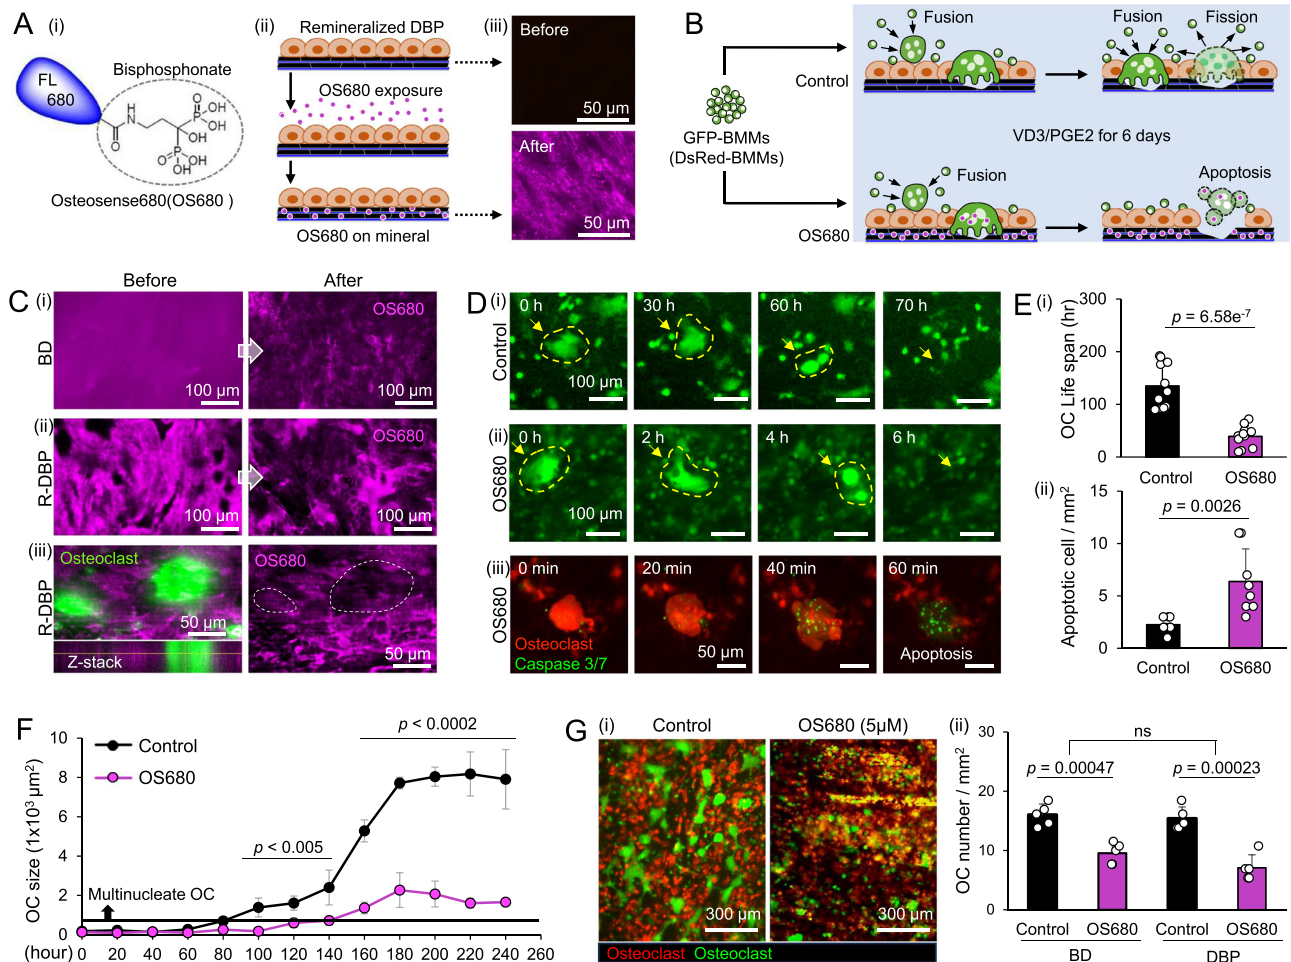 A (i)
FL
680
Bisphosphonate
O
N
H
O
P
OH
OH
OH
O
P
OH
OH
Osteosense680(OS680 )
(ii)
Remineralized DBP
OS680 exposure
OS680 on mineral
(iii)
Before
50 µm
After
50 µm
B
GFP-BMMs
(DsRed-BMMs)
Control
OS680
Fusion
Fusion
Fission
VD3/PGE2 for 6 days
Fusion
Apoptosis
C
Before
After
(i)
BD
100 µm
OS680
100 µm
(ii)
R-DBP
100 µm
OS680
100 µm
(iii)
R-DBP
Osteoclast
50 µm
Z-stack
OS680
50 µm
D
(i)
Control
0 h
100 µm
30 h
60 h
70 h
(ii)
OS680
0 h
100 µm
2 h
4 h
6 h
(iii)
OS680
0 min
Osteoclast
Caspase 3/7
20 min
50 µm
40 min
60 min
Apoptosis
E (i)
OC Life span (hr)
300
200
100
0
p = 6.58e-7
Control
OS680
(ii)
Apoptotic cell / mm2
15
10
5
0
p = 0.0026
Control
OS680
F
OC size (1x10³ µm²)
10
8
6
4
2
0
Control
OS680
p < 0.0002
p < 0.005
Multinucleate OC
(hour)
0 20 40 60 80 100 120 140 160 180 200 220 240 260
G
(i)
Control
OS680 (5µM)
300 µm
300 µm
Osteoclast Osteoclast
(ii)
OC number / mm2
30
20
10
0
ns
p = 0.00047
p = 0.00023
Control OS680 Control OS680
BD
DBP